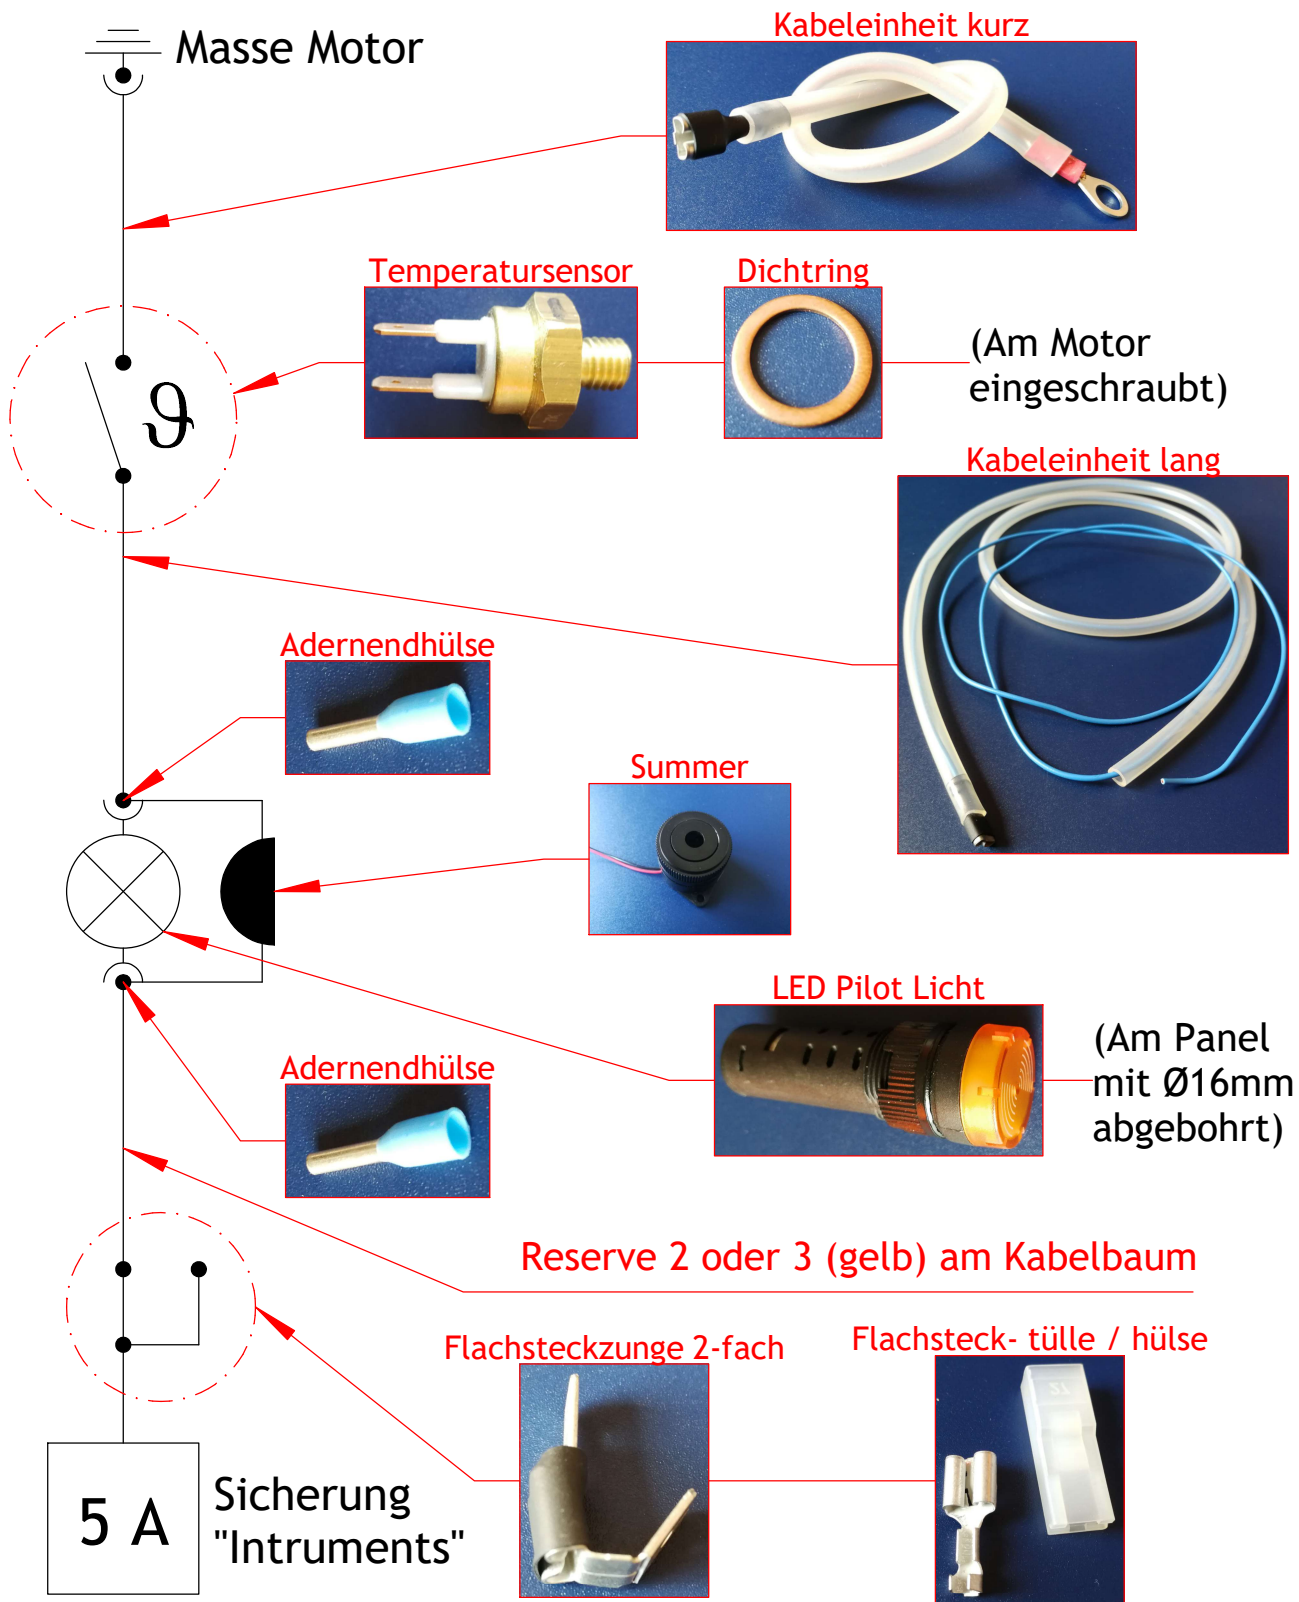 Masse Motor
Kabeleinheit kurz
Temperatursensor
Dichtring
ϑ
(Am Motor
eingeschraubt)
Kabeleinheit lang
Adernendhülse
Summer
LED Pilot Licht
(Am Panel
mit Ø16mm
abgebohrt)
Adernendhülse
Reserve 2 oder 3 (gelb) am Kabelbaum
Flachsteckzunge 2-fach
Flachsteck- tülle / hülse
5 A
Sicherung
"Intruments"